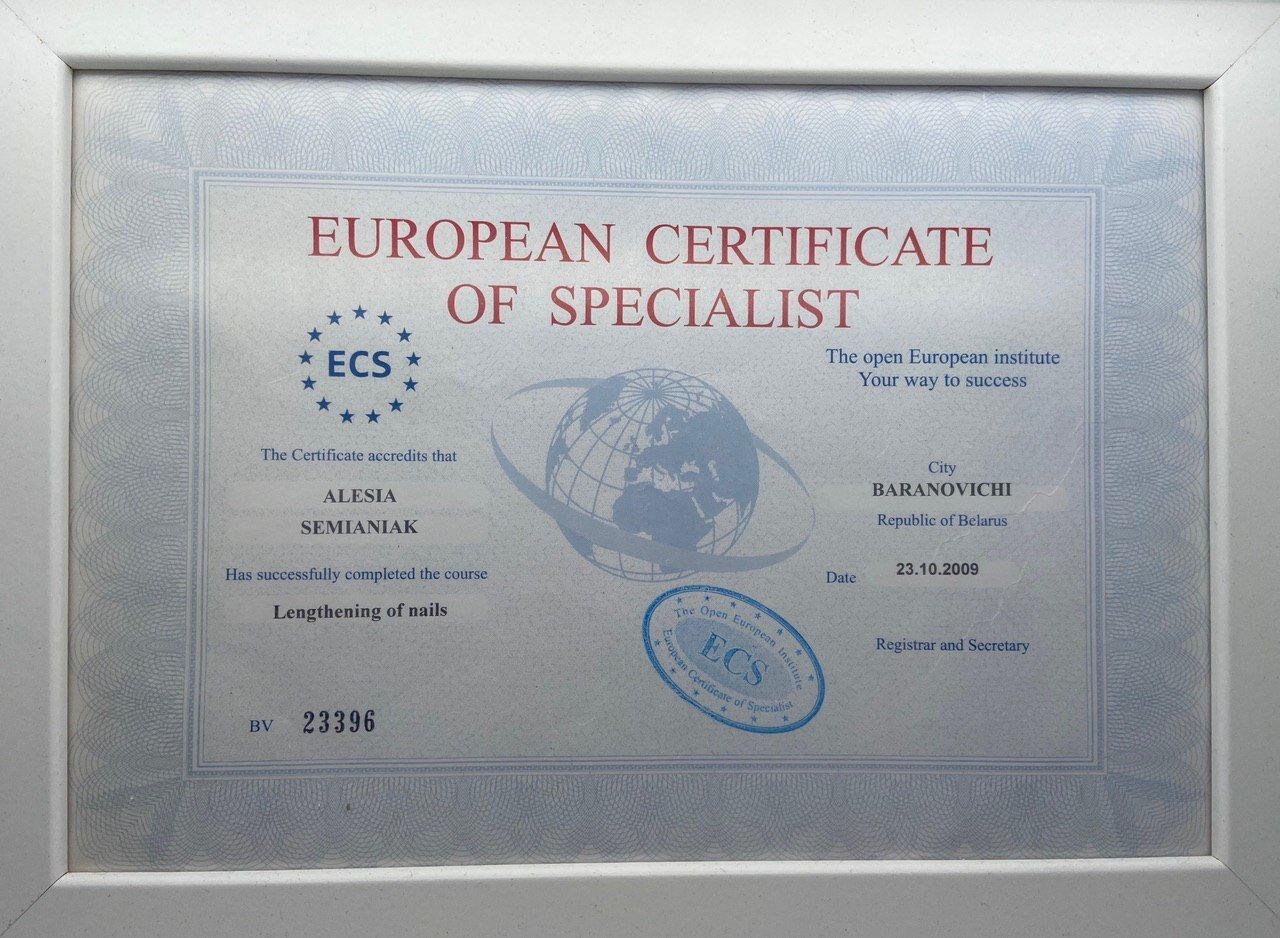 EUROPEAN CERTIFICATE
OF SPECIALIST
ECS
The open European institute
Your way to success
The Certificate accredits that
ALESIA
SEMIANIAK
Has successfully completed the course
Lengthening of nails
City
BARANOVICHI
Republic of Belarus
Date 23.10.2009
Registrar and Secretary
The Open European Institute
ECS
European Certificate of Specialist
BV 23396